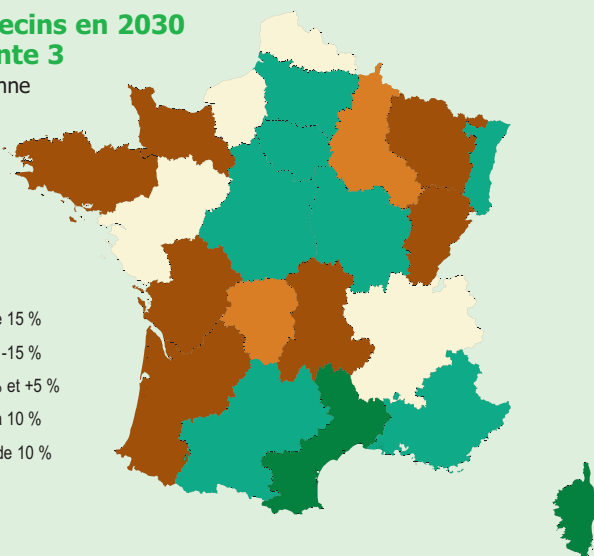 ecins en 2030
nte 3
nne
e 15 %
-15 %
et +5 %
10 %
de 10 %